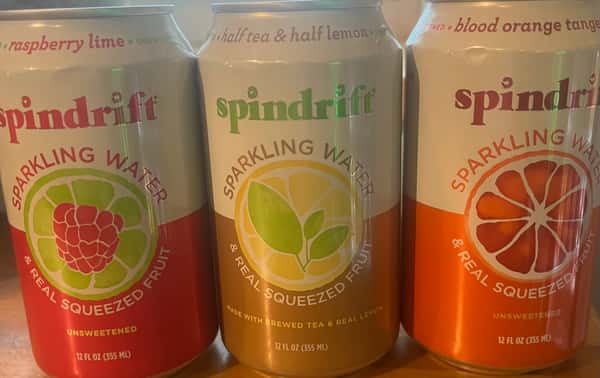 raspberry lime
spindrift
SPARKLING WATER
& REAL SQUEEZED FRUIT
UNSWEETENED
12 FL OZ (355 ML)
half tea & half lemon
spindrift
SPARKLING WATER
& REAL SQUEEZED FRUIT
MADE WITH BREWED TEA & REAL LEMON
12 FL OZ (355 ML)
blood orange tange
spindri
SPARKLING WATER
& REAL SQUEEZED FRUIT
UNSWEETENED
12 FL OZ (355 ML)